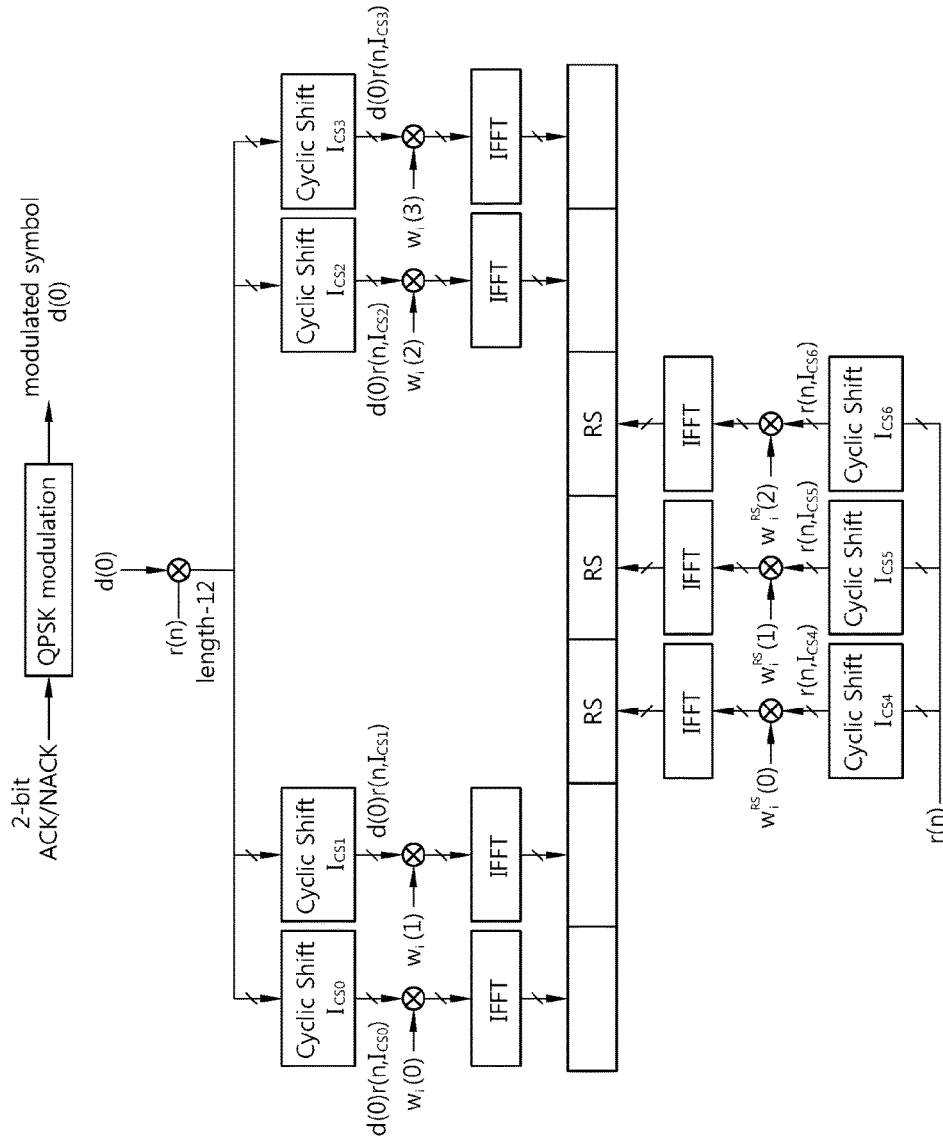 2-bit
ACK/NACK
QPSK modulation
modulated symbol
d(0)
d(0)
r(n)
length-12
Cyclic Shift
I_CS0
Cyclic Shift
I_CS1
Cyclic Shift
I_CS2
Cyclic Shift
I_CS3
d(0)r(n,I_CS0)
d(0)r(n,I_CS1)
d(0)r(n,I_CS2)
d(0)r(n,I_CS3)
w_i(0)
w_i(1)
w_i(2)
w_i(3)
IFFT
IFFT
IFFT
IFFT
RS
RS
RS
IFFT
IFFT
IFFT
w_i^RS(0)
w_i^RS(1)
w_i^RS(2)
r(n,I_CS4)
r(n,I_CS5)
r(n,I_CS6)
Cyclic Shift
I_CS4
Cyclic Shift
I_CS5
Cyclic Shift
I_CS6
r(n)